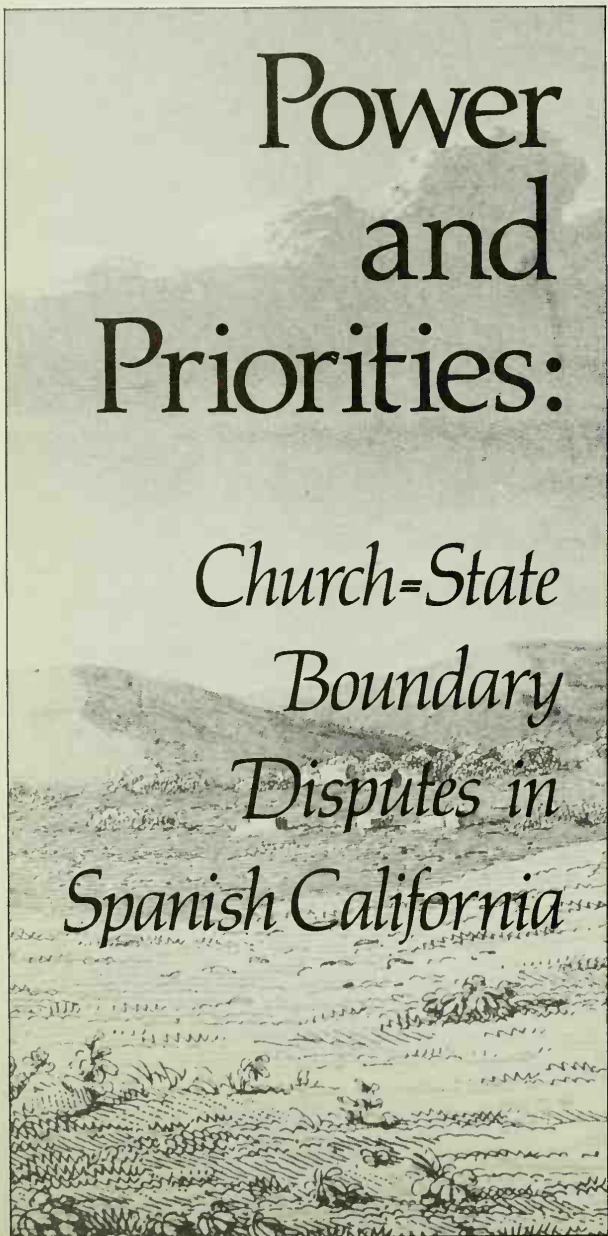 Power
and
Priorities:
Church=State
Boundary
Disputes in
Spanish California